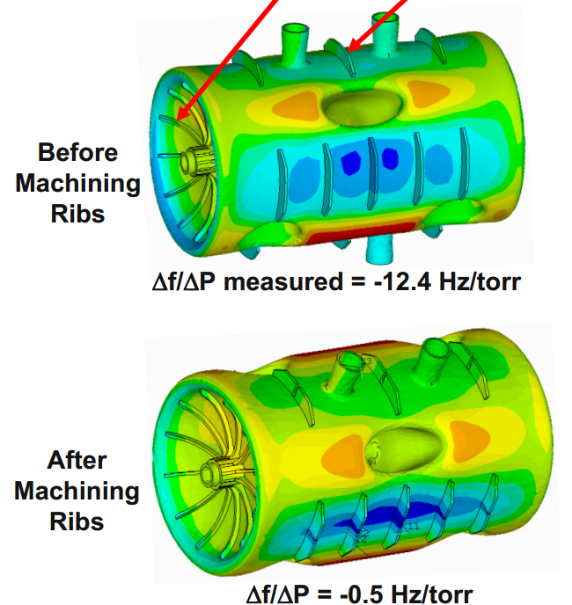 Before
Machining
Ribs
Δf/ΔP measured = -12.4 Hz/torr
After
Machining
Ribs
Δf/ΔP = -0.5 Hz/torr